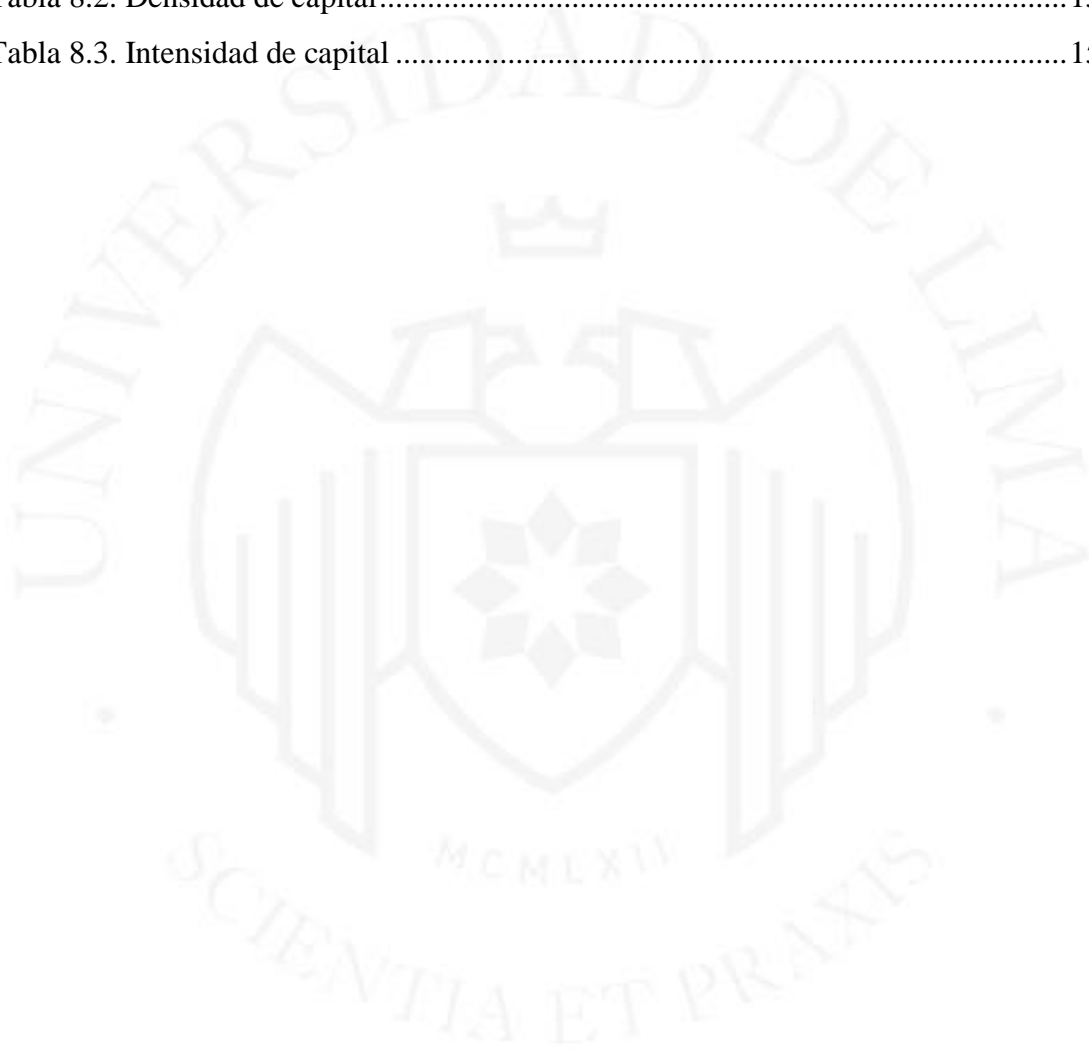 Tabla 8.2. Densidad de capital
Tabla 8.3. Intensidad de capital
UNIVERSIDAD DE LIMA
MCMLXII
SCIENTIA ET PRAXIS